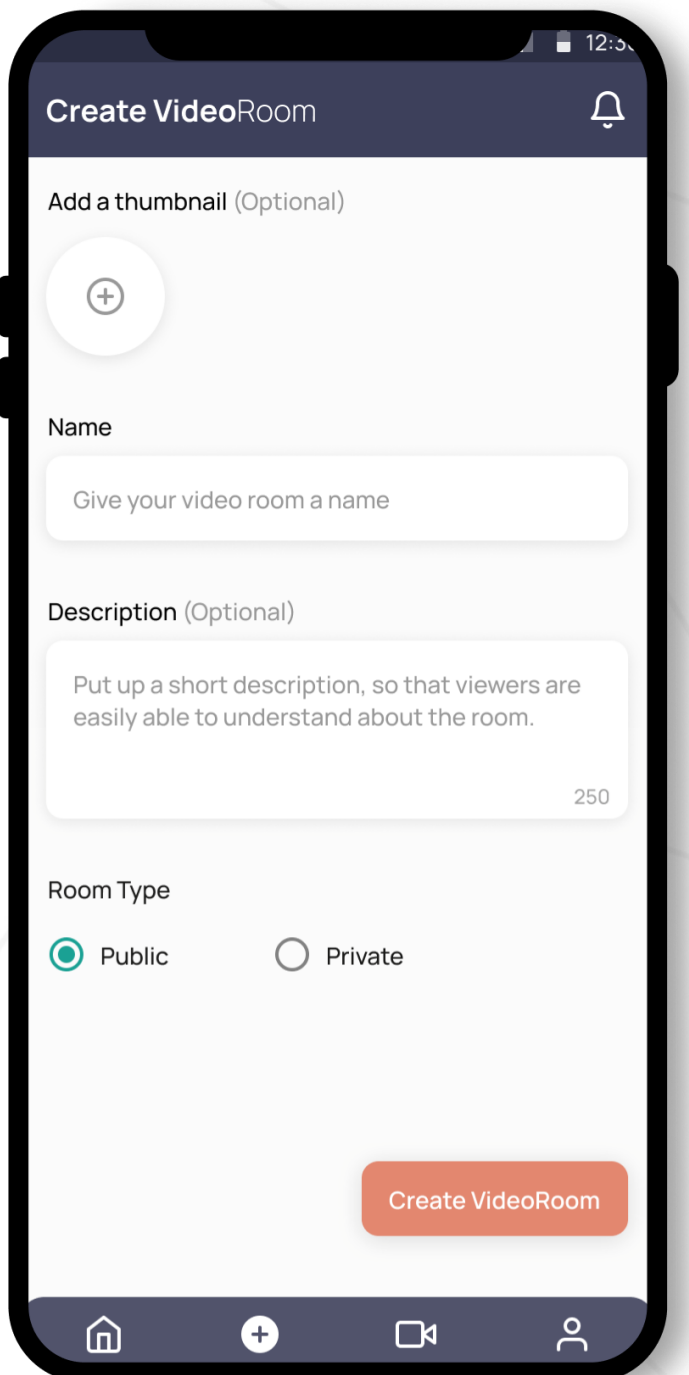 Create VideoRoom
Add a thumbnail (Optional)
Name
Give your video room a name
Description (Optional)
Put up a short description, so that viewers are
easily able to understand about the room.
250
Room Type
Public
Private
Create VideoRoom